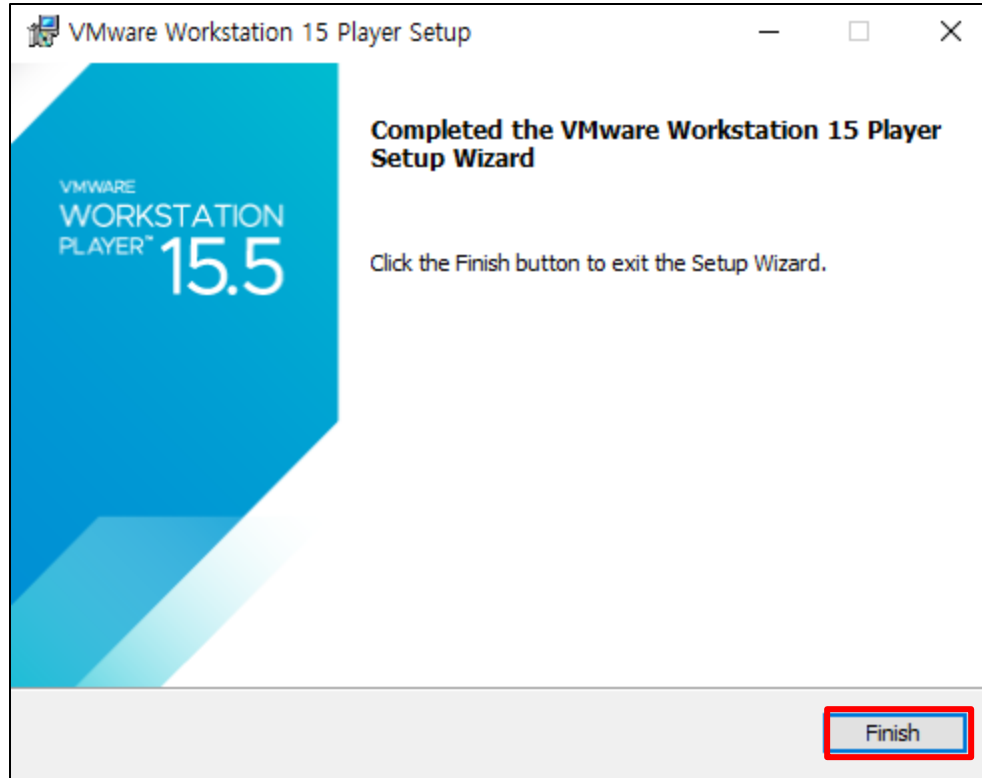 VMware Workstation 15 Player Setup
Completed the VMware Workstation 15 Player
Setup Wizard
VMWARE
WORKSTATION
PLAYER™ 15.5
Click the Finish button to exit the Setup Wizard.
Finish